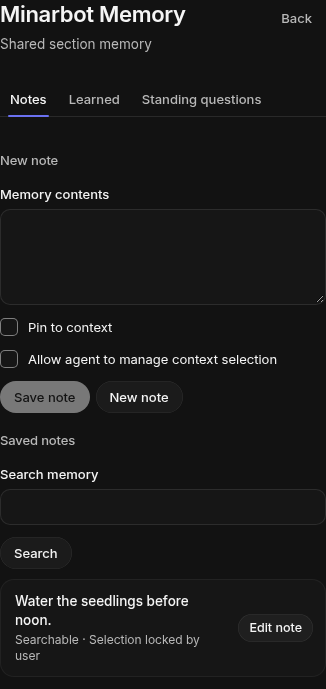 Minarbot Memory
Back
Shared section memory
Notes
Learned
Standing questions
New note
Memory contents
Pin to context
Allow agent to manage context selection
Save note
New note
Saved notes
Search memory
Search
Water the seedlings before
noon.
Searchable · Selection locked by
user
Edit note